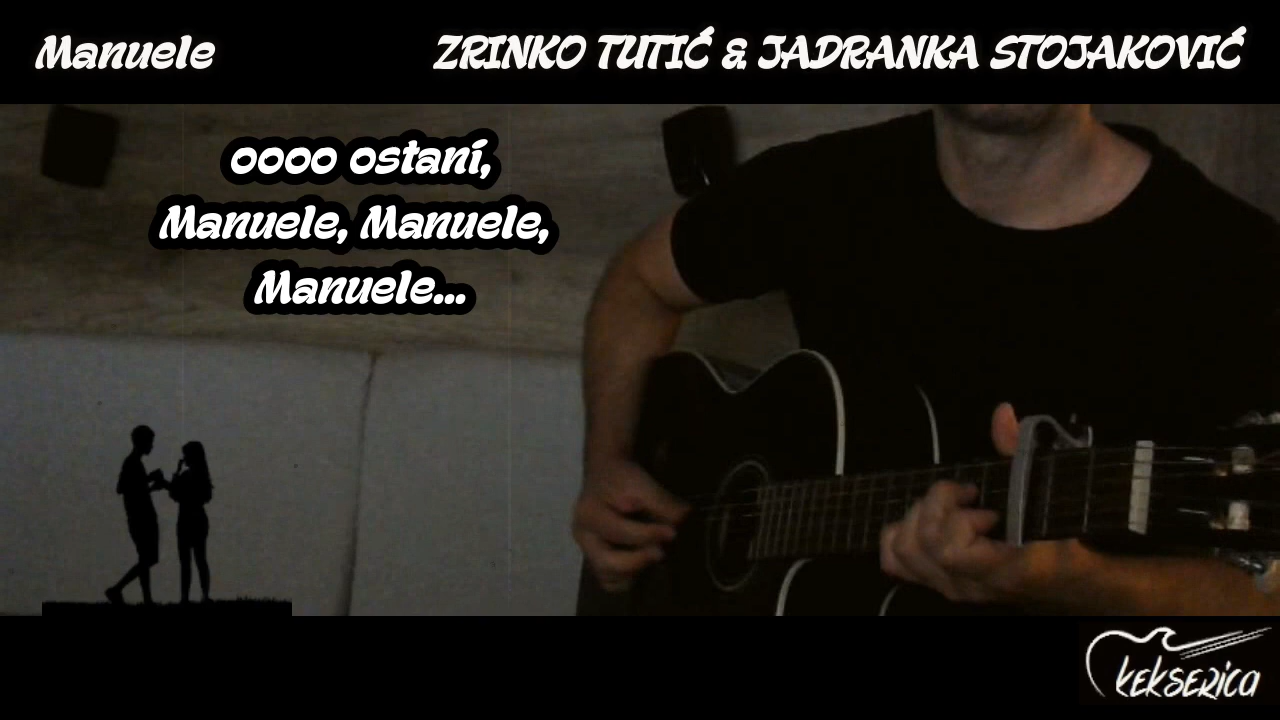 Manuele
ZRINKO TUTIĆ & JADRANKA STOJAKOVIĆ
oooo ostani,
Manuele, Manuele,
Manuele...
KEKSERICA